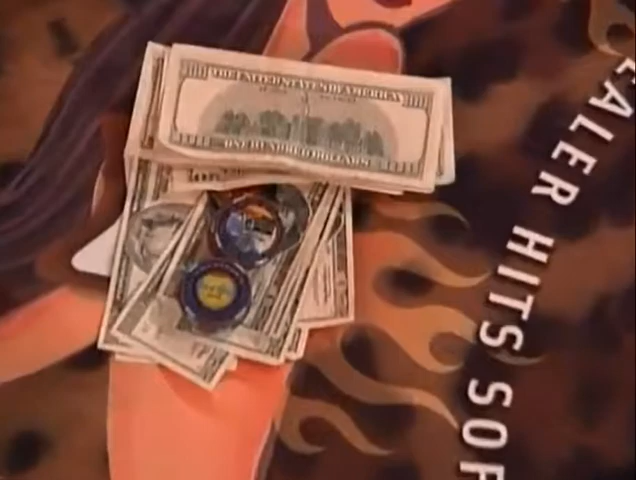 THE UNITED STATES OF AMERICA
ONE HUNDRED DOLLARS
EALER HITS SOF